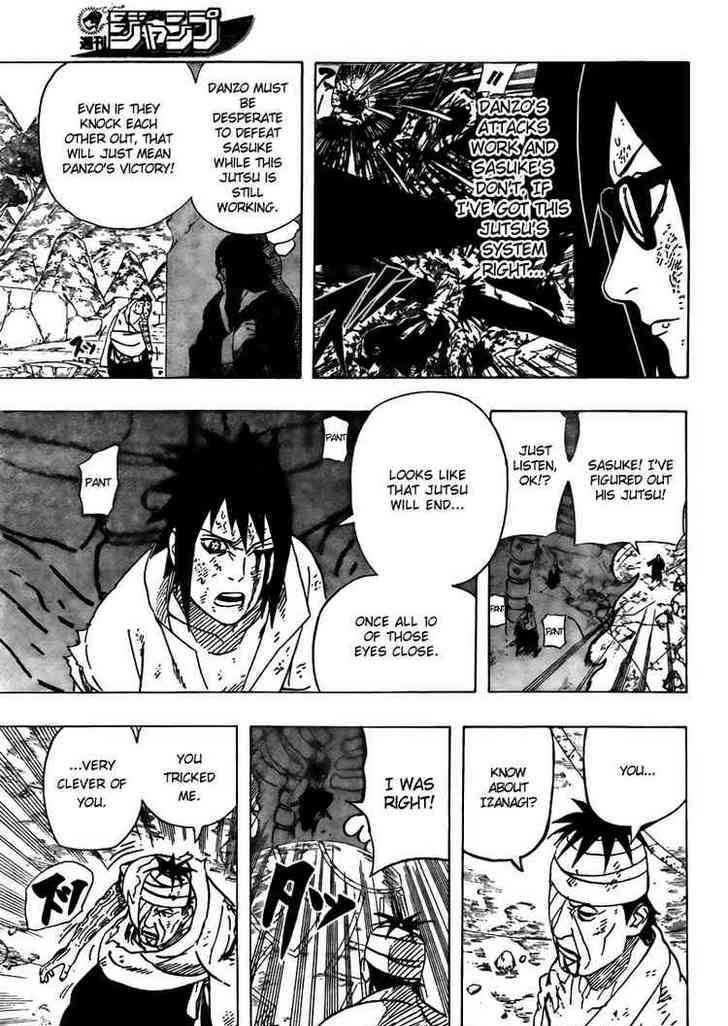 週刊
ジャンプ
"
DANZO'S
ATTACKS
WORK AND
SASUKE'S
DON'T, IF
I'VE GOT THIS
JUTSU'S
SYSTEM
RIGHT....
DANZO MUST
BE
DESPERATE
TO DEFEAT
SASUKE
WHILE THIS
JUTSU IS
STILL
WORKING.
EVEN IF THEY
KNOCK EACH
OTHER OUT, THAT
WILL JUST MEAN
DANZO'S VICTORY!
SASUKE! I'VE
FIGURED OUT
HIS JUTSU!
JUST
LISTEN,
OK!?
PANT
PANT
LOOKS LIKE
THAT JUTSU
WILL END...
ONCE ALL 10
OF THOSE
EYES CLOSE.
PANT
PANT
YOU...
KNOW
ABOUT
IZANAGI?
I WAS
RIGHT!
ダッ
YOU
TRICKED
ME.
...VERY
CLEVER OF
YOU.